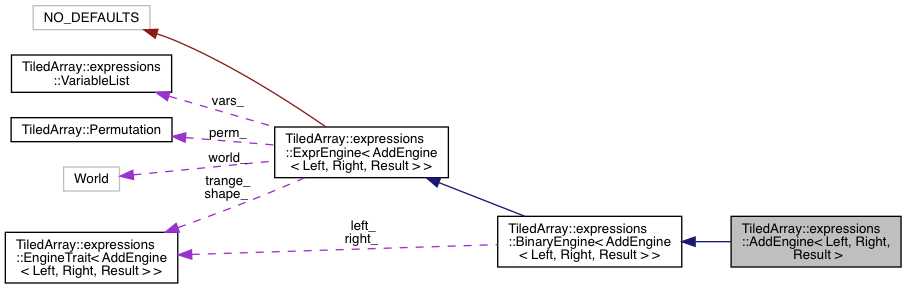 NO_DEFAULTS
TiledArray::expressions
::VariableList
vars_
TiledArray::Permutation
perm_
TiledArray::expressions
::ExprEngine< AddEngine
< Left, Right, Result > >
World
world_
trange_
shape_
TiledArray::expressions
::EngineTrait< AddEngine
< Left, Right, Result > >
left_
right_
TiledArray::expressions
::BinaryEngine< AddEngine
< Left, Right, Result > >
TiledArray::expressions
::AddEngine< Left, Right,
Result >